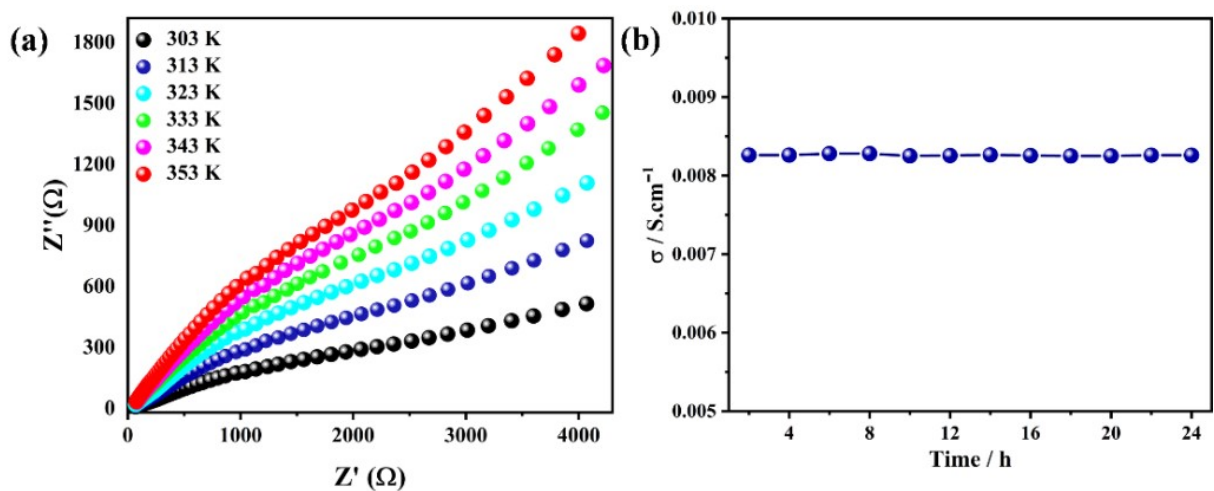 (a)
303 K
313 K
323 K
333 K
343 K
353 K
Z''(Ω)
1800
1500
1200
900
600
300
0
0
1000
2000
3000
4000
Z' (Ω)
(b)
σ / S.cm⁻¹
0.010
0.009
0.008
0.007
0.006
0.005
4
8
12
16
20
24
Time / h